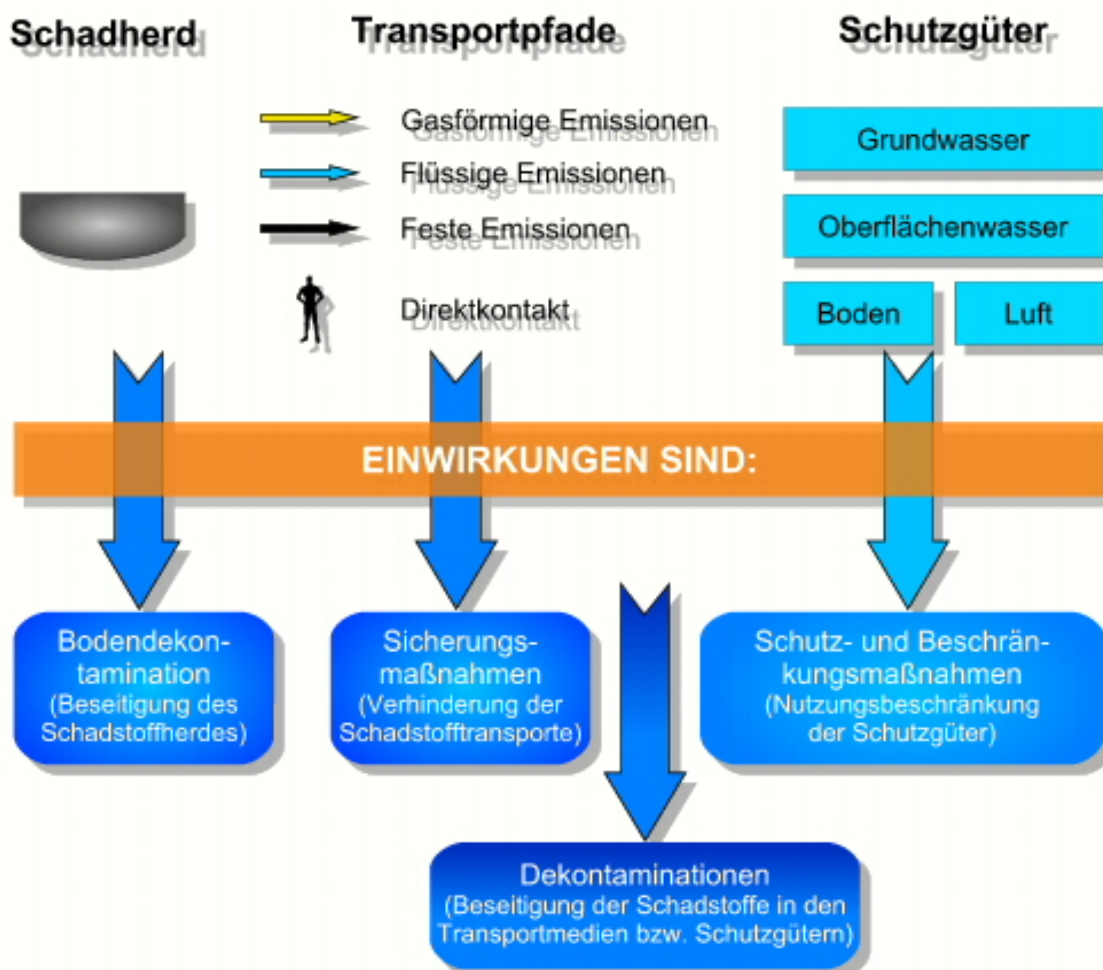 Schadherd
Transportpfade
Schutzgüter
Gasförmige Emissionen
Flüssige Emissionen
Feste Emissionen
Direktkontakt
Grundwasser
Oberflächenwasser
Boden
Luft
EINWIRKUNGEN SIND:
Bodendekon-
tamination
(Beseitigung des
Schadstoffherdes)
Sicherungs-
maßnahmen
(Verhinderung der
Schadstofftransporte)
Schutz- und Beschrän-
kungsmaßnahmen
(Nutzungsbeschränkung
der Schutzgüter)
Dekontaminationen
(Beseitigung der Schadstoffe in den
Transportmedien bzw. Schutzgütern)